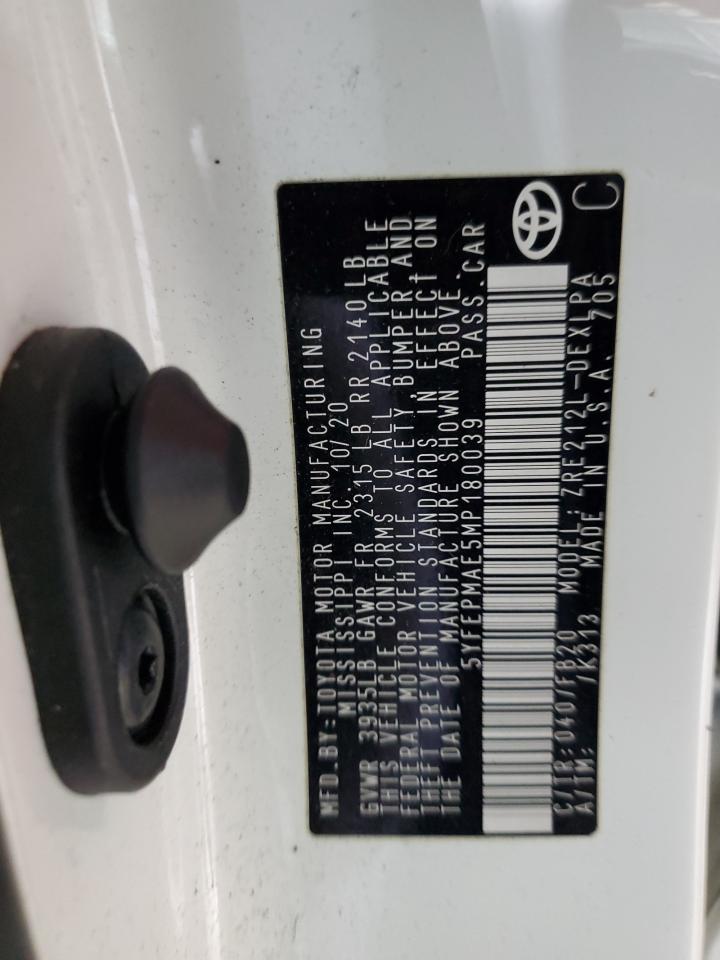 MFD.BY:TOYOTA MOTOR MANUFACTURING
MISSISSIPPI INC. 10/20
GVWR 3935LB GAWR FR 2315 LB RR 2140 LB
THIS VEHICLE CONFORMS TO ALL APPLICABLE
FEDERAL MOTOR VEHICLE SAFETY, BUMPER, AND
THEFT PREVENTION STANDARDS IN EFFECT ON
THE DATE OF MANUFACTURE SHOWN ABOVE.
5YFEPMAE5MP180039 PASS.CAR
C/TR:040/FB20 MODEL:ZRE212L-DEXLPA
A/TM: /K313 MADE IN U.S.A. 705
C